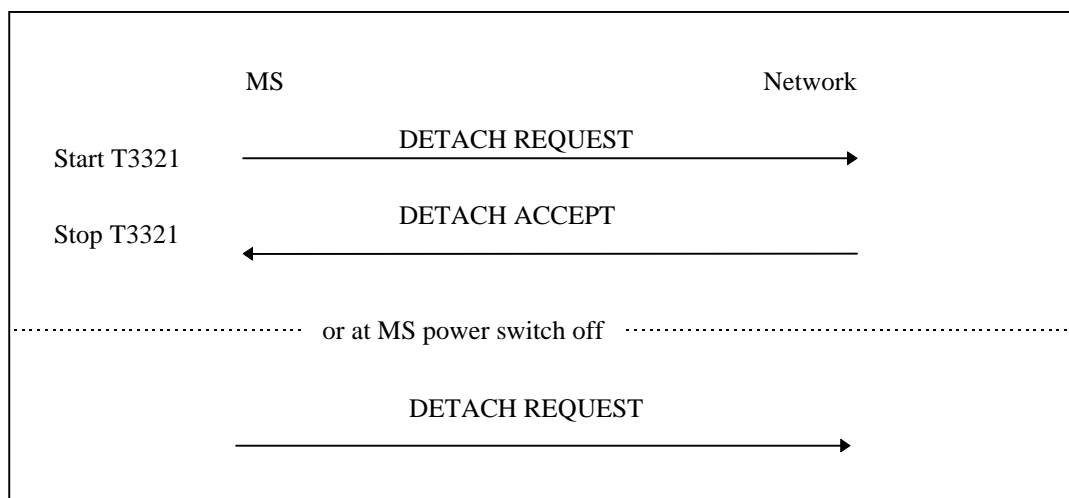 MS Network
Start T3321 DETACH REQUEST
Stop T3321 DETACH ACCEPT
or at MS power switch off
DETACH REQUEST